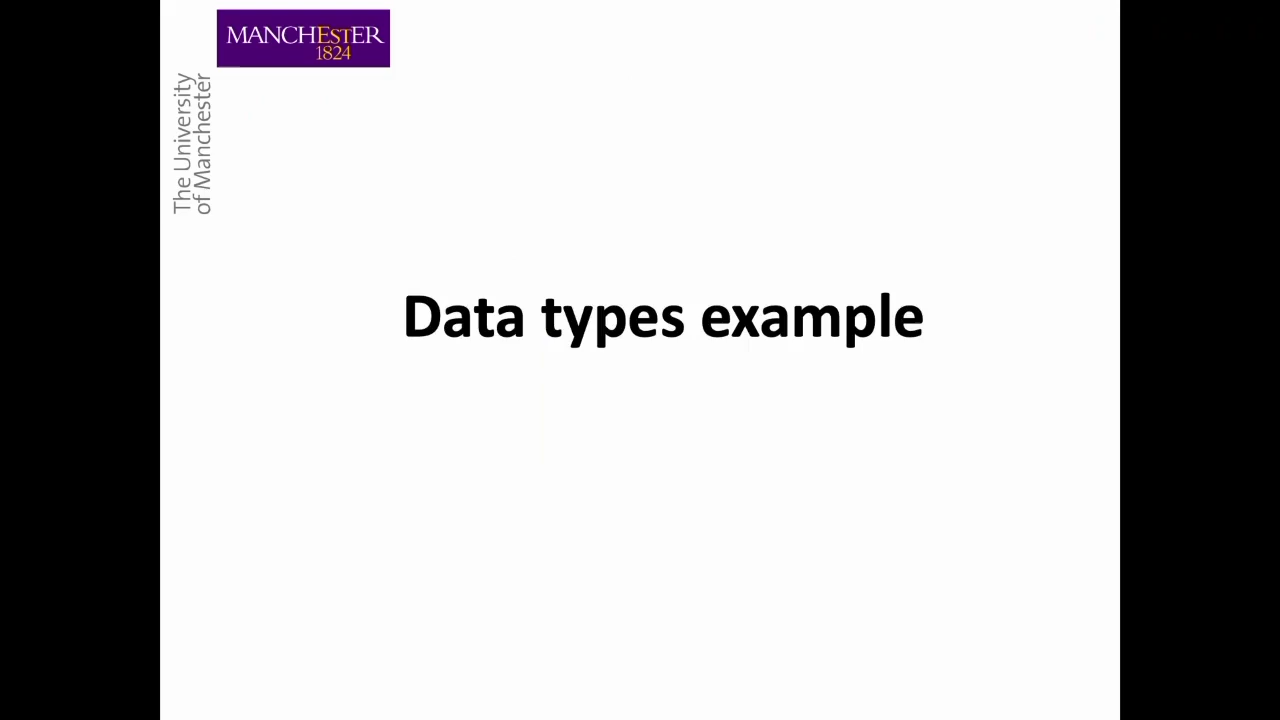 MANCHESTER
1824
The University
of Manchester
Data types example